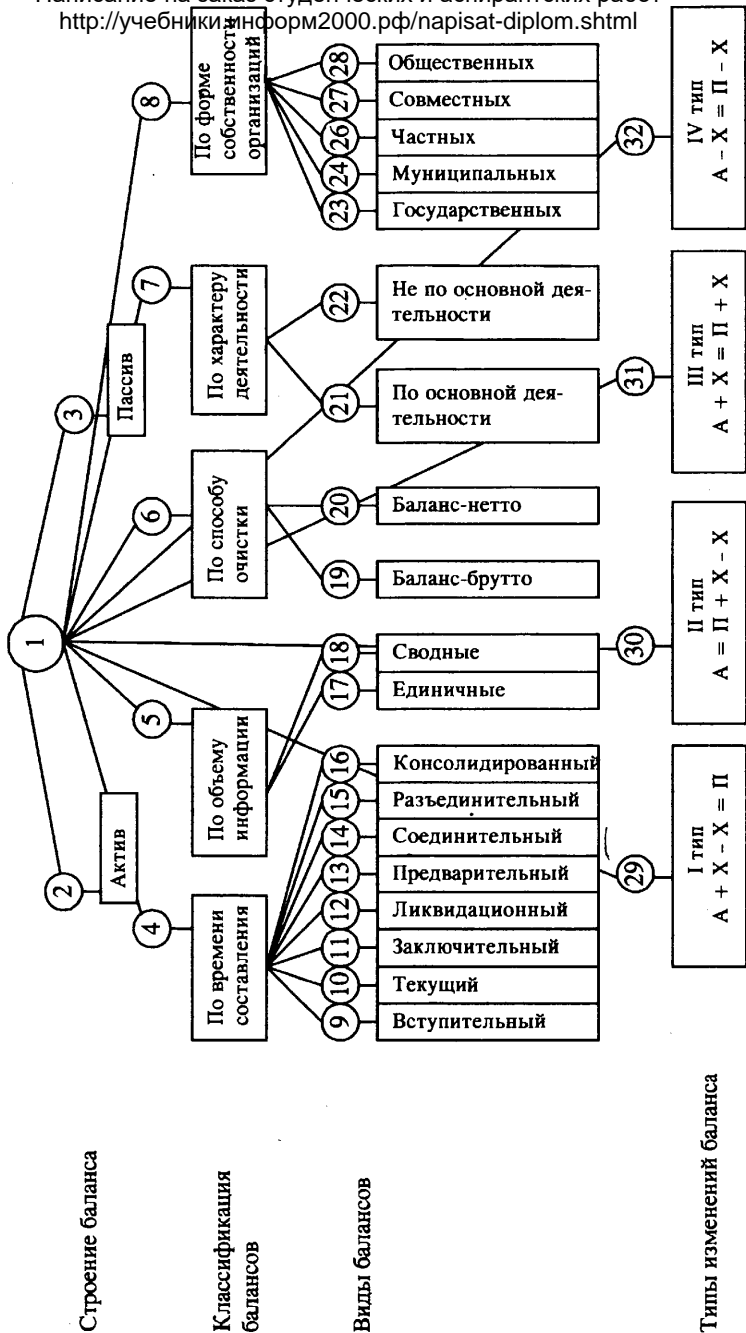 Написание на заказ студенческих и аспирантских работ
http://учебники.информ2000.рф/napisat-diplom.shtml
Строение баланса
1
2
Актив
3
Пассив
Классификация
балансов
4
По времени
составления
5
По объему
информации
6
По способу
очистки
7
По характеру
деятельности
8
По форме
собственности
организаций
Виды балансов
9
Вступительный
10
Текущий
11
Заключительный
12
Ликвидационный
13
Предварительный
14
Соединительный
15
Разъединительный
16
Консолидированный
17
Единичные
18
Сводные
19
Баланс-брутто
20
Баланс-нетто
21
По основной дея-
тельности
22
Не по основной дея-
тельности
23
Государственных
24
Муниципальных
26
Частных
27
Совместных
28
Общественных
Типы изменений баланса
29
I тип
А + Х - Х = П
30
II тип
А = П + Х - Х
31
III тип
А + Х = П + Х
32
IV тип
А - Х = П - Х